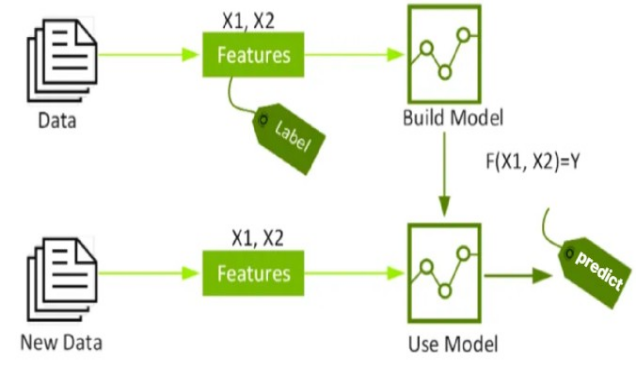 X1, X2
Features
Data
Label
Build Model
F(X1, X2)=Y
X1, X2
Features
predict
New Data
Use Model